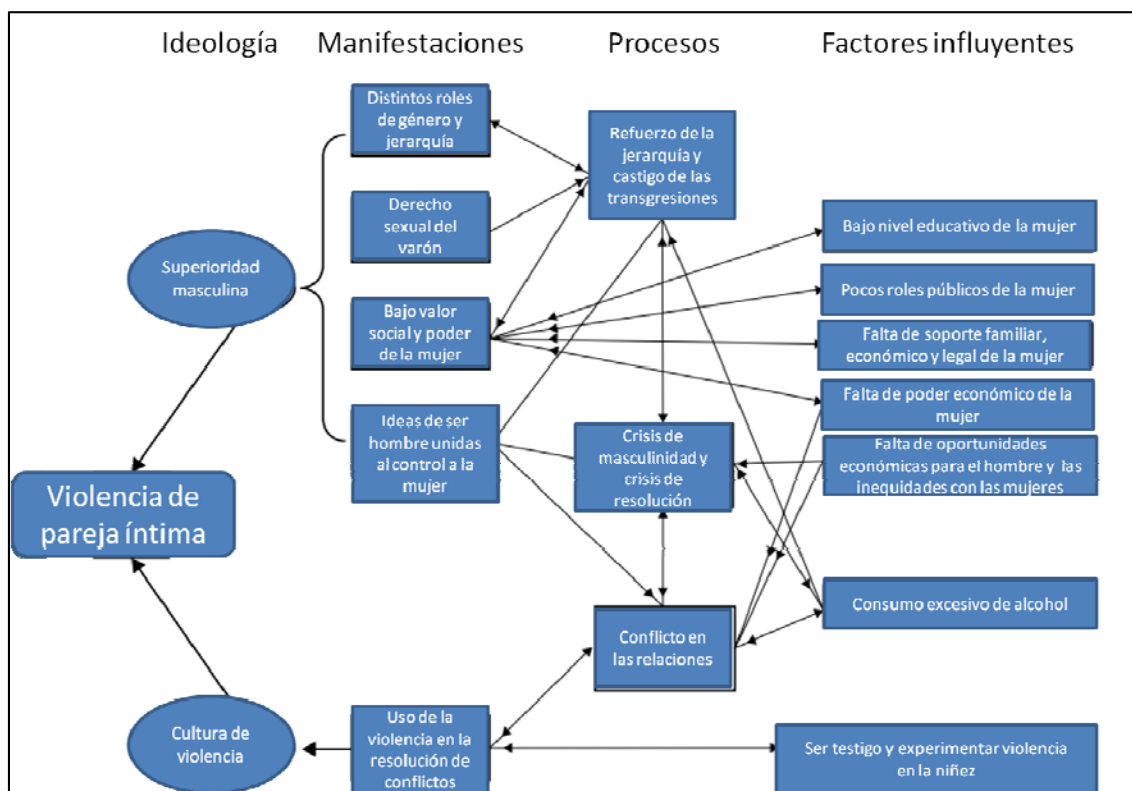 Ideología
Manifestaciones
Procesos
Factores influyentes
Distintos roles
de género y
jerarquía
Derecho
sexual del
varón
Bajo valor
social y poder
de la mujer
Ideas de ser
hombre unidas
al control a la
mujer
Superioridad
masculina
Violencia de
pareja íntima
Cultura de
violencia
Uso de la
violencia en la
resolución de
conflictos
Refuerzo de la
jerarquía y
castigo de las
transgresiones
Crisis de
masculinidad y
crisis de
resolución
Conflicto en
las relaciones
Bajo nivel educativo de la mujer
Pocos roles públicos de la mujer
Falta de soporte familiar,
económico y legal de la mujer
Falta de poder económico de la
mujer
Falta de oportunidades
económicas para el hombre y las
inequidades con las mujeres
Consumo excesivo de alcohol
Ser testigo y experimentar violencia
en la niñez